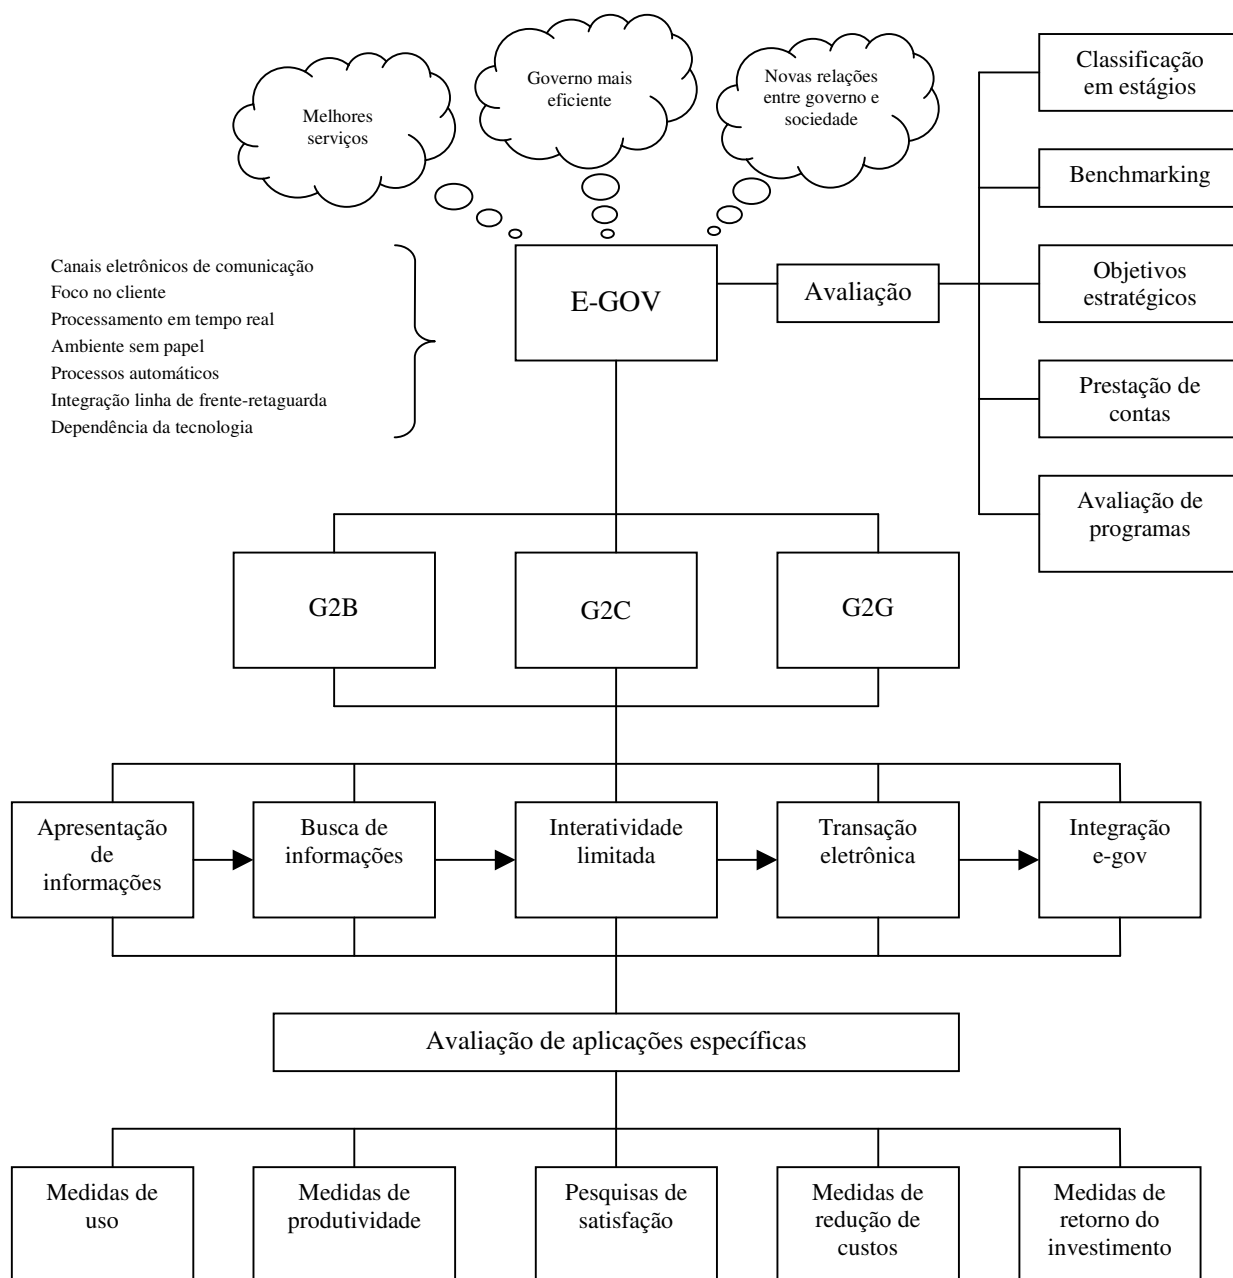 Melhores
serviços
Governo mais
eficiente
Novas relações
entre governo e
sociedade
Classificação
em estágios
Benchmarking
Objetivos
estratégicos
Prestação de
contas
Avaliação de
programas
Canais eletrônicos de comunicação
Foco no cliente
Processamento em tempo real
Ambiente sem papel
Processos automáticos
Integração linha de frente-retaguarda
Dependência da tecnologia
E-GOV
Avaliação
G2B
G2C
G2G
Apresentação
de
informações
Busca de
informações
Interatividade
limitada
Transação
eletrônica
Integração
e-gov
Avaliação de aplicações específicas
Medidas de
uso
Medidas de
produtividade
Pesquisas de
satisfação
Medidas de
redução de
custos
Medidas de
retorno do
investimento